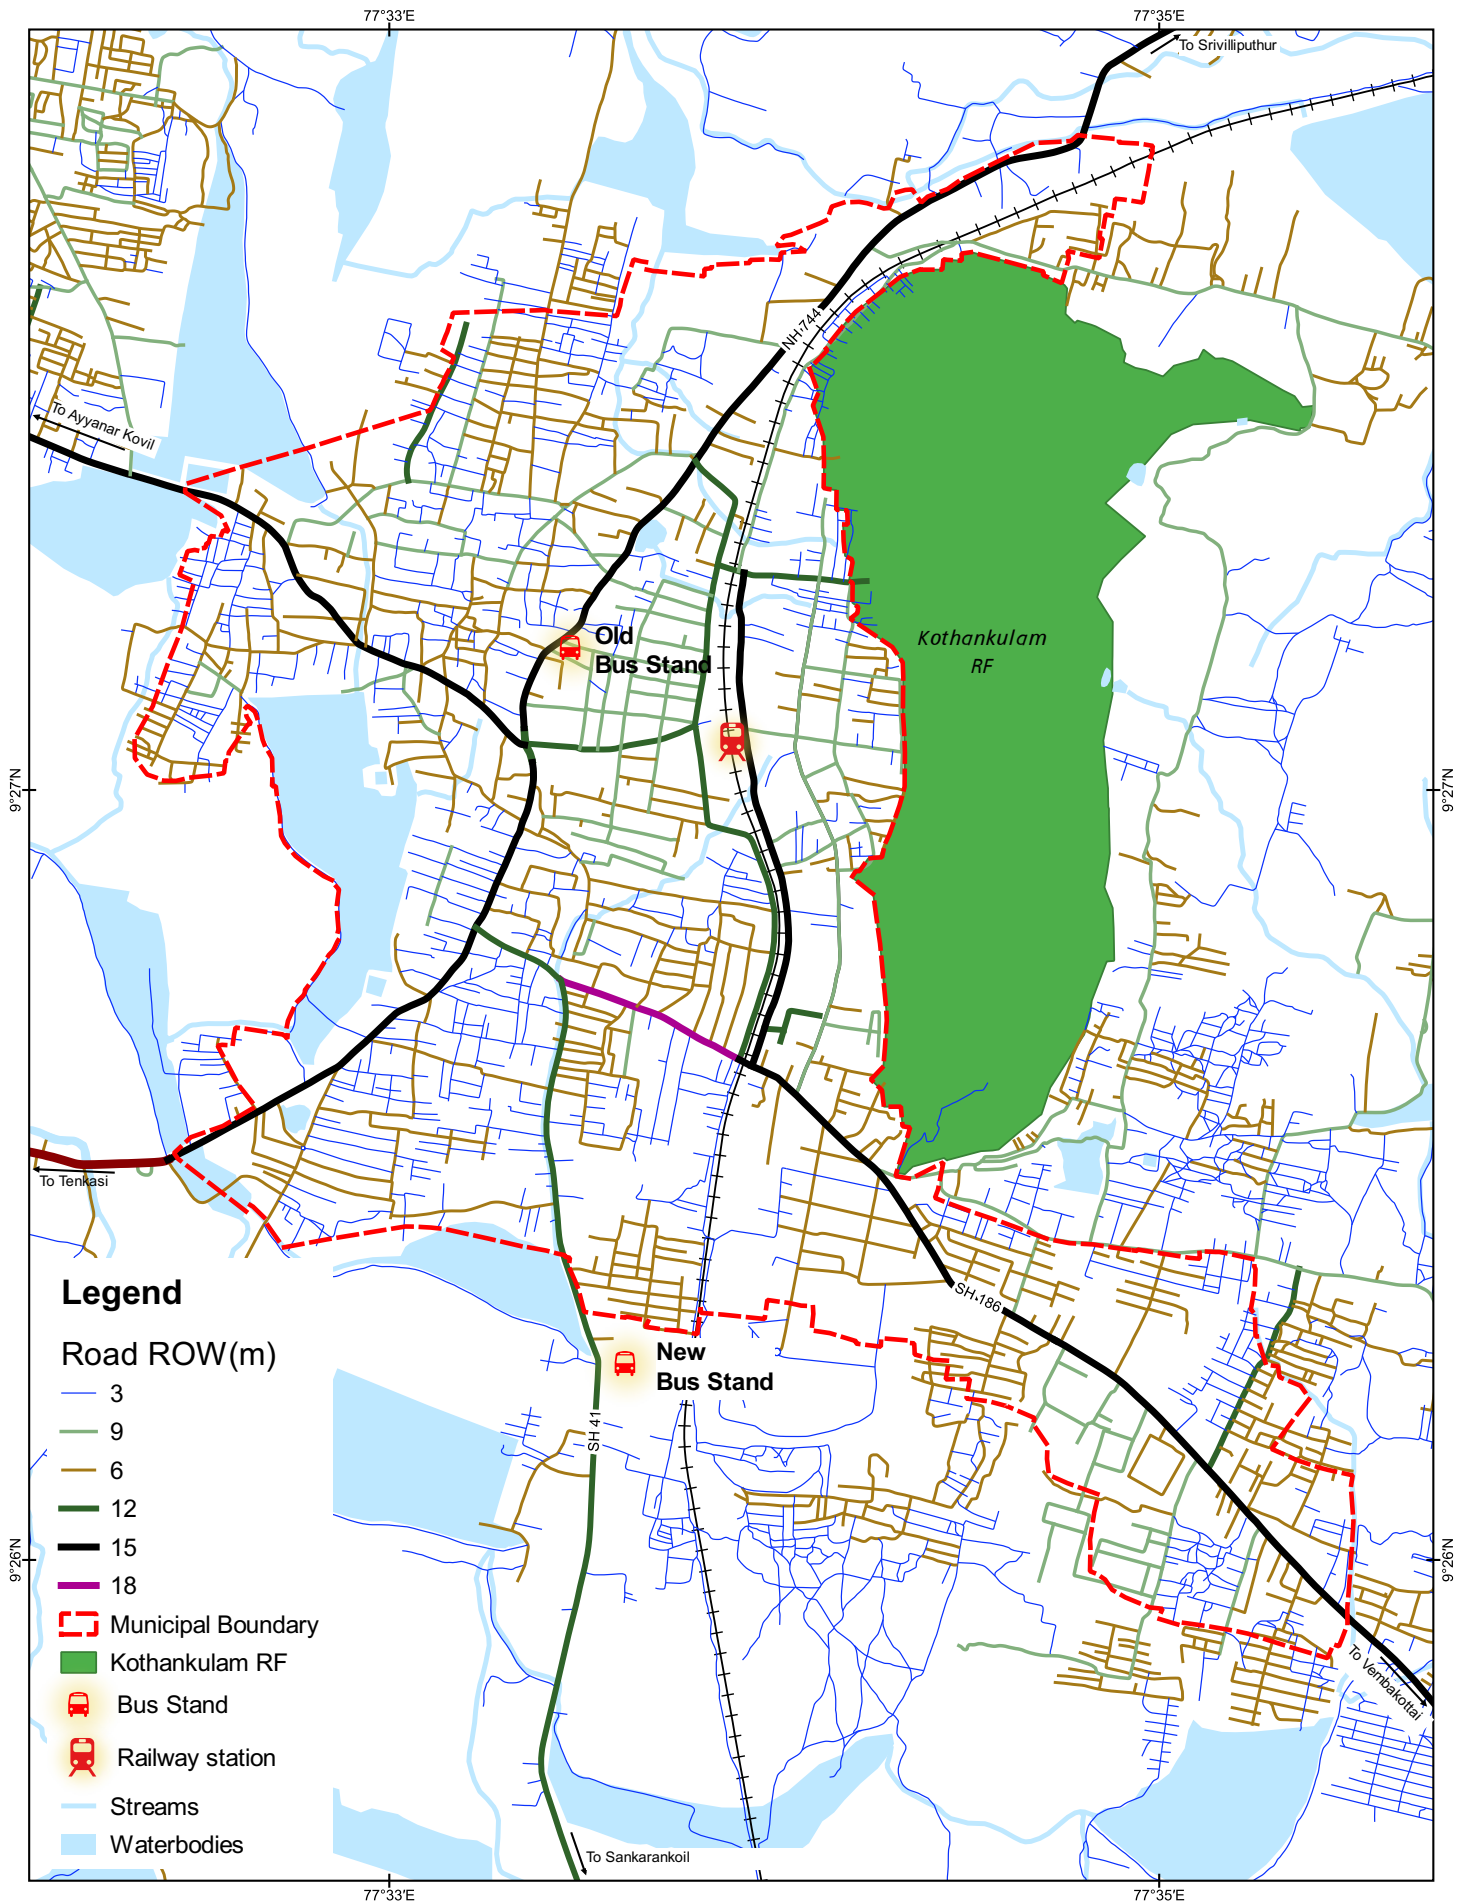 77°33′E
77°35′E
To Srivilliputhur
NH 744
To Ayyanar Kovil
Old
Bus Stand
Kothankulam
RF
9°27′N
9°27′N
To Tenkasi
SH 186
New
Bus Stand
SH 41
9°26′N
9°26′N
To Vembakottai
To Sankarankoil
Legend
Road ROW(m)
3
9
6
12
15
18
Municipal Boundary
Kothankulam RF
Bus Stand
Railway station
Streams
Waterbodies
77°33′E
77°35′E